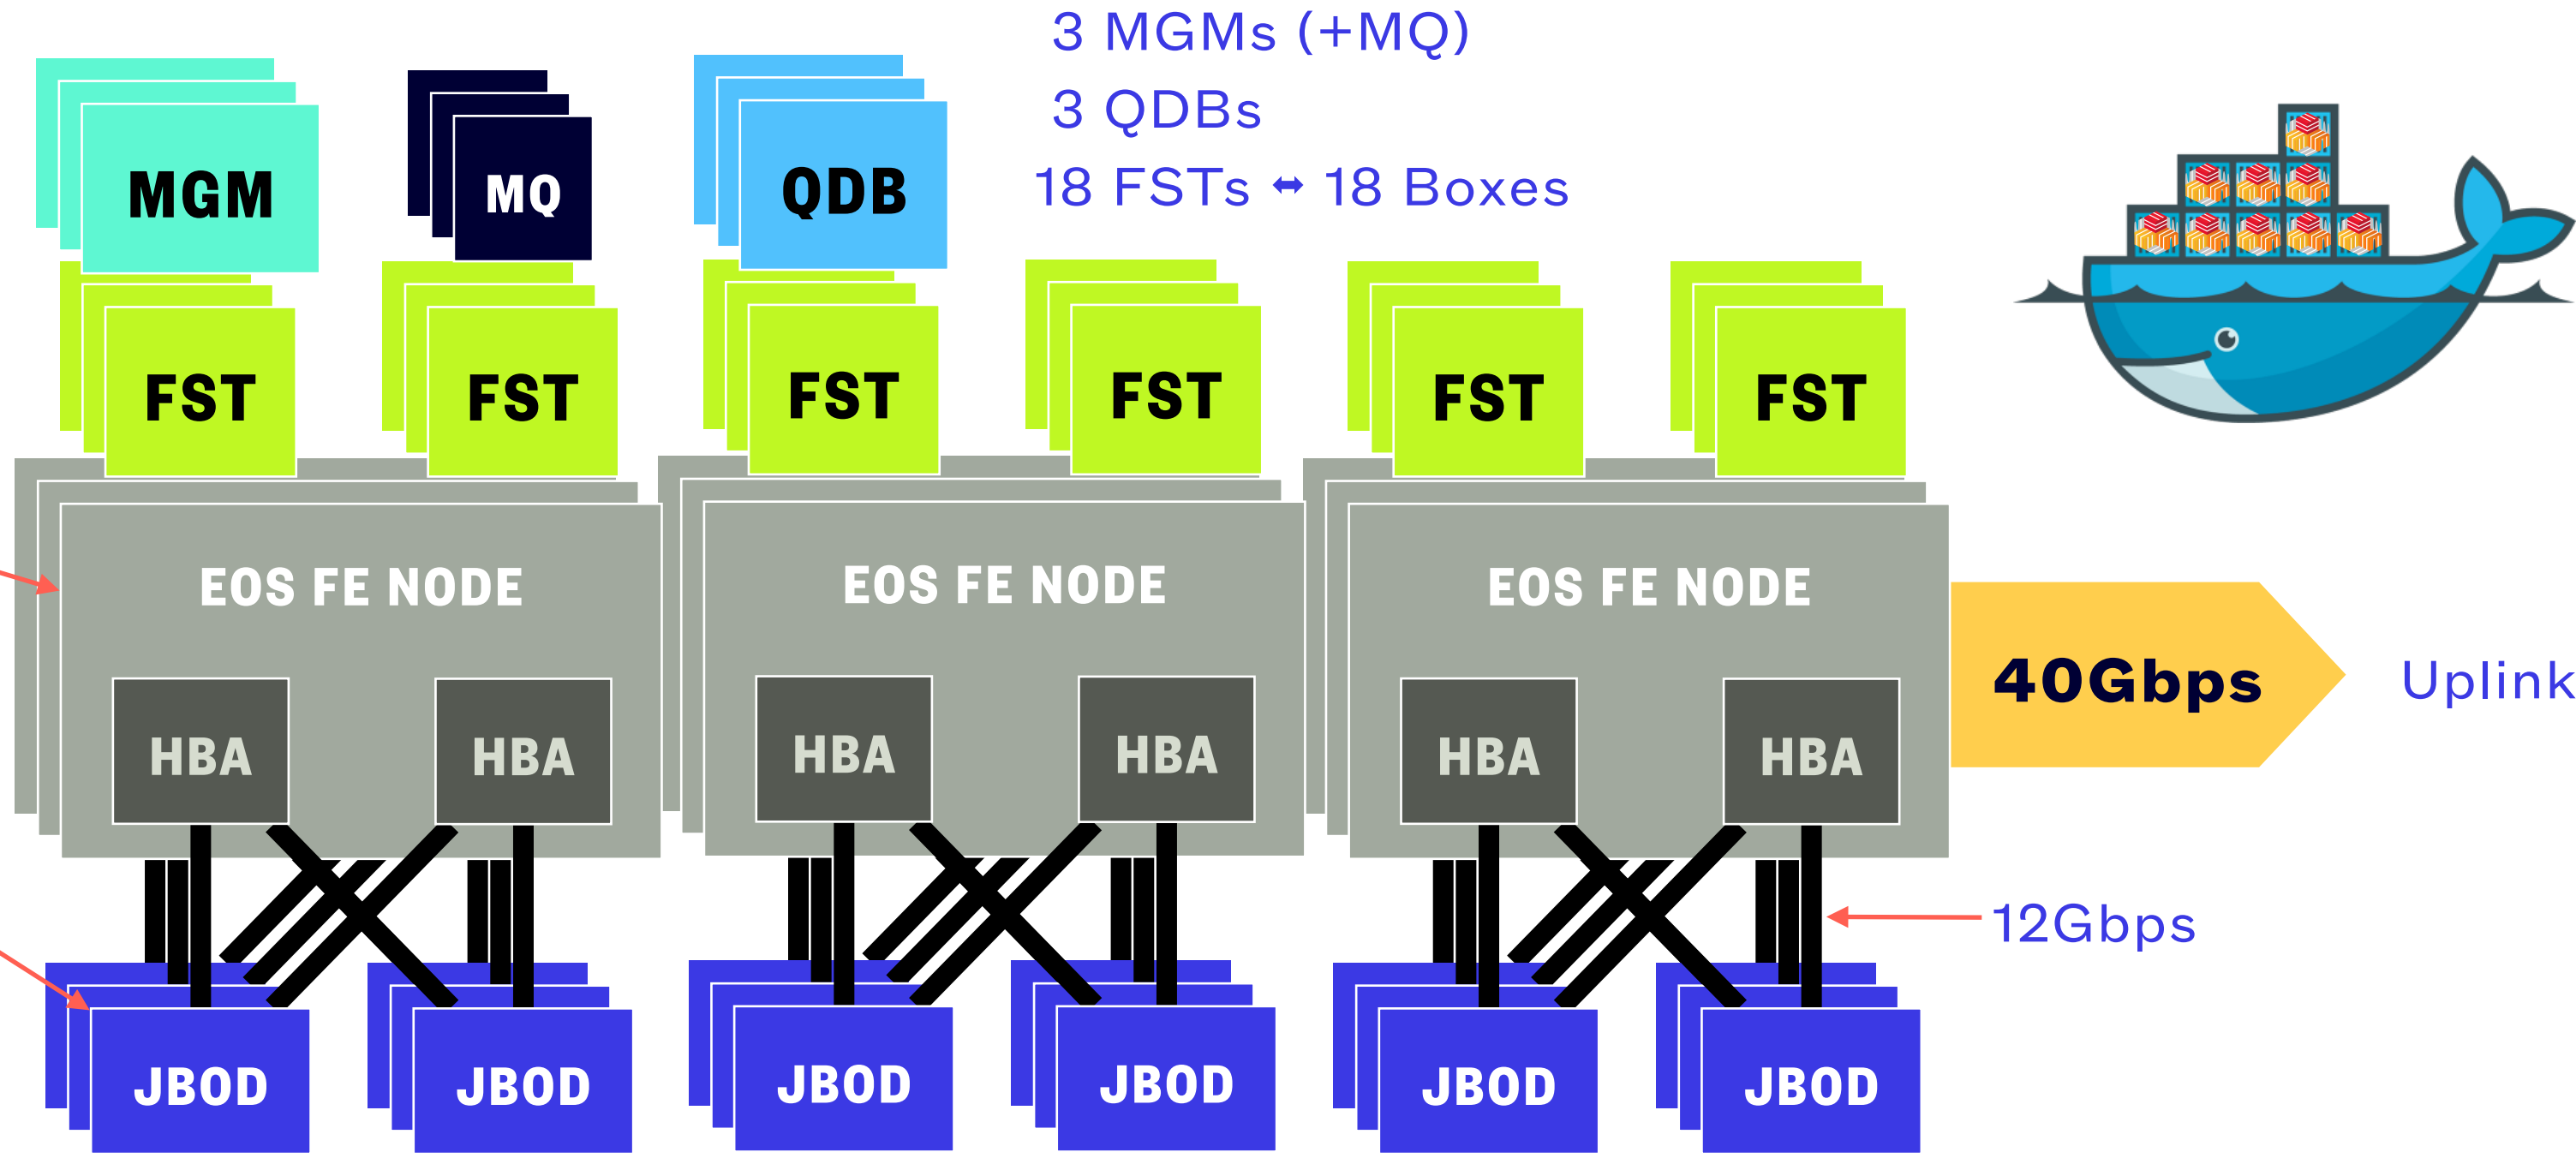 3 MGMs (+MQ)
3 QDBs
18 FSTs ⬌ 18 Boxes
MGM
MQ
QDB
FST
FST
FST
FST
FST
FST
EOS FE NODE
EOS FE NODE
EOS FE NODE
40Gbps
Uplink
HBA
HBA
HBA
HBA
HBA
HBA
12Gbps
JBOD
JBOD
JBOD
JBOD
JBOD
JBOD